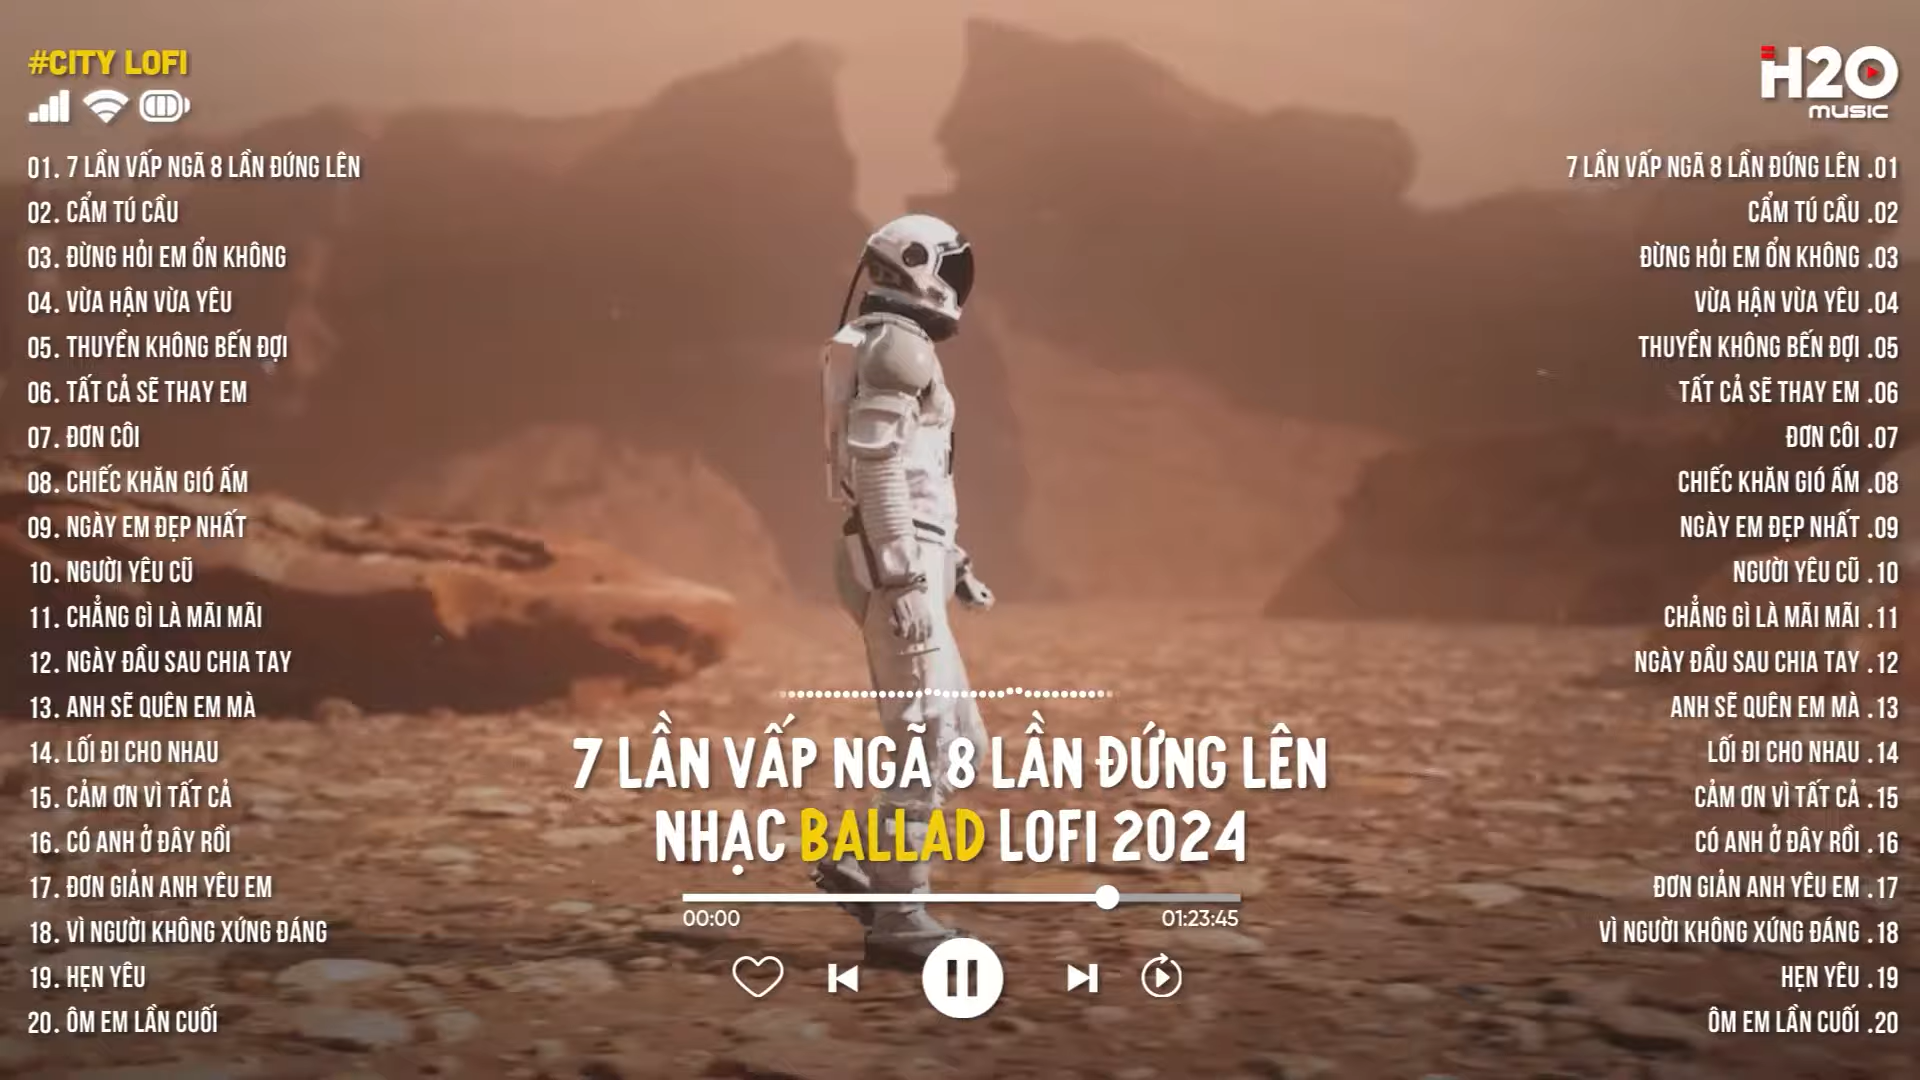 #CITY LOFI
H2O
MUSIC
01. 7 LẦN VẤP NGÃ 8 LẦN ĐỨNG LÊN
02. CẨM TÚ CẦU
03. ĐỪNG HỎI EM ỔN KHÔNG
04. VỪA HẬN VỪA YÊU
05. THUYỀN KHÔNG BẾN ĐỢI
06. TẤT CẢ SẼ THAY EM
07. ĐƠN CÔI
08. CHIẾC KHĂN GIÓ ẤM
09. NGÀY EM ĐẸP NHẤT
10. NGƯỜI YÊU CŨ
11. CHẲNG GÌ LÀ MÃI MÃI
12. NGÀY ĐẦU SAU CHIA TAY
13. ANH SẼ QUÊN EM MÀ
14. LỐI ĐI CHO NHAU
15. CẢM ƠN VÌ TẤT CẢ
16. CÓ ANH Ở ĐÂY RỒI
17. ĐƠN GIẢN ANH YÊU EM
18. VÌ NGƯỜI KHÔNG XỨNG ĐÁNG
19. HẸN YÊU
20. ÔM EM LẦN CUỐI
7 LẦN VẤP NGÃ 8 LẦN ĐỨNG LÊN .01
CẨM TÚ CẦU .02
ĐỪNG HỎI EM ỔN KHÔNG .03
VỪA HẬN VỪA YÊU .04
THUYỀN KHÔNG BẾN ĐỢI .05
TẤT CẢ SẼ THAY EM .06
ĐƠN CÔI .07
CHIẾC KHĂN GIÓ ẤM .08
NGÀY EM ĐẸP NHẤT .09
NGƯỜI YÊU CŨ .10
CHẲNG GÌ LÀ MÃI MÃI .11
NGÀY ĐẦU SAU CHIA TAY .12
ANH SẼ QUÊN EM MÀ .13
LỐI ĐI CHO NHAU .14
CẢM ƠN VÌ TẤT CẢ .15
CÓ ANH Ở ĐÂY RỒI .16
ĐƠN GIẢN ANH YÊU EM .17
VÌ NGƯỜI KHÔNG XỨNG ĐÁNG .18
HẸN YÊU .19
ÔM EM LẦN CUỐI .20
7 LẦN VẤP NGÃ 8 LẦN ĐỨNG LÊN
NHẠC BALLAD LOFI 2024
00:00 01:23:45